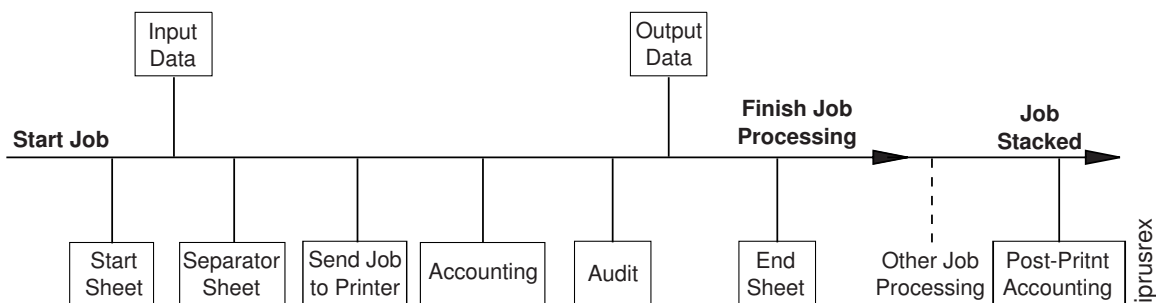 Input
Data
Output
Data
Start Job
Finish Job
Processing
Job
Stacked
Start
Sheet
Separator
Sheet
Send Job
to Printer
Accounting
Audit
End
Sheet
Other Job
Processing
Post-Pritnt
Accounting
iprusrex